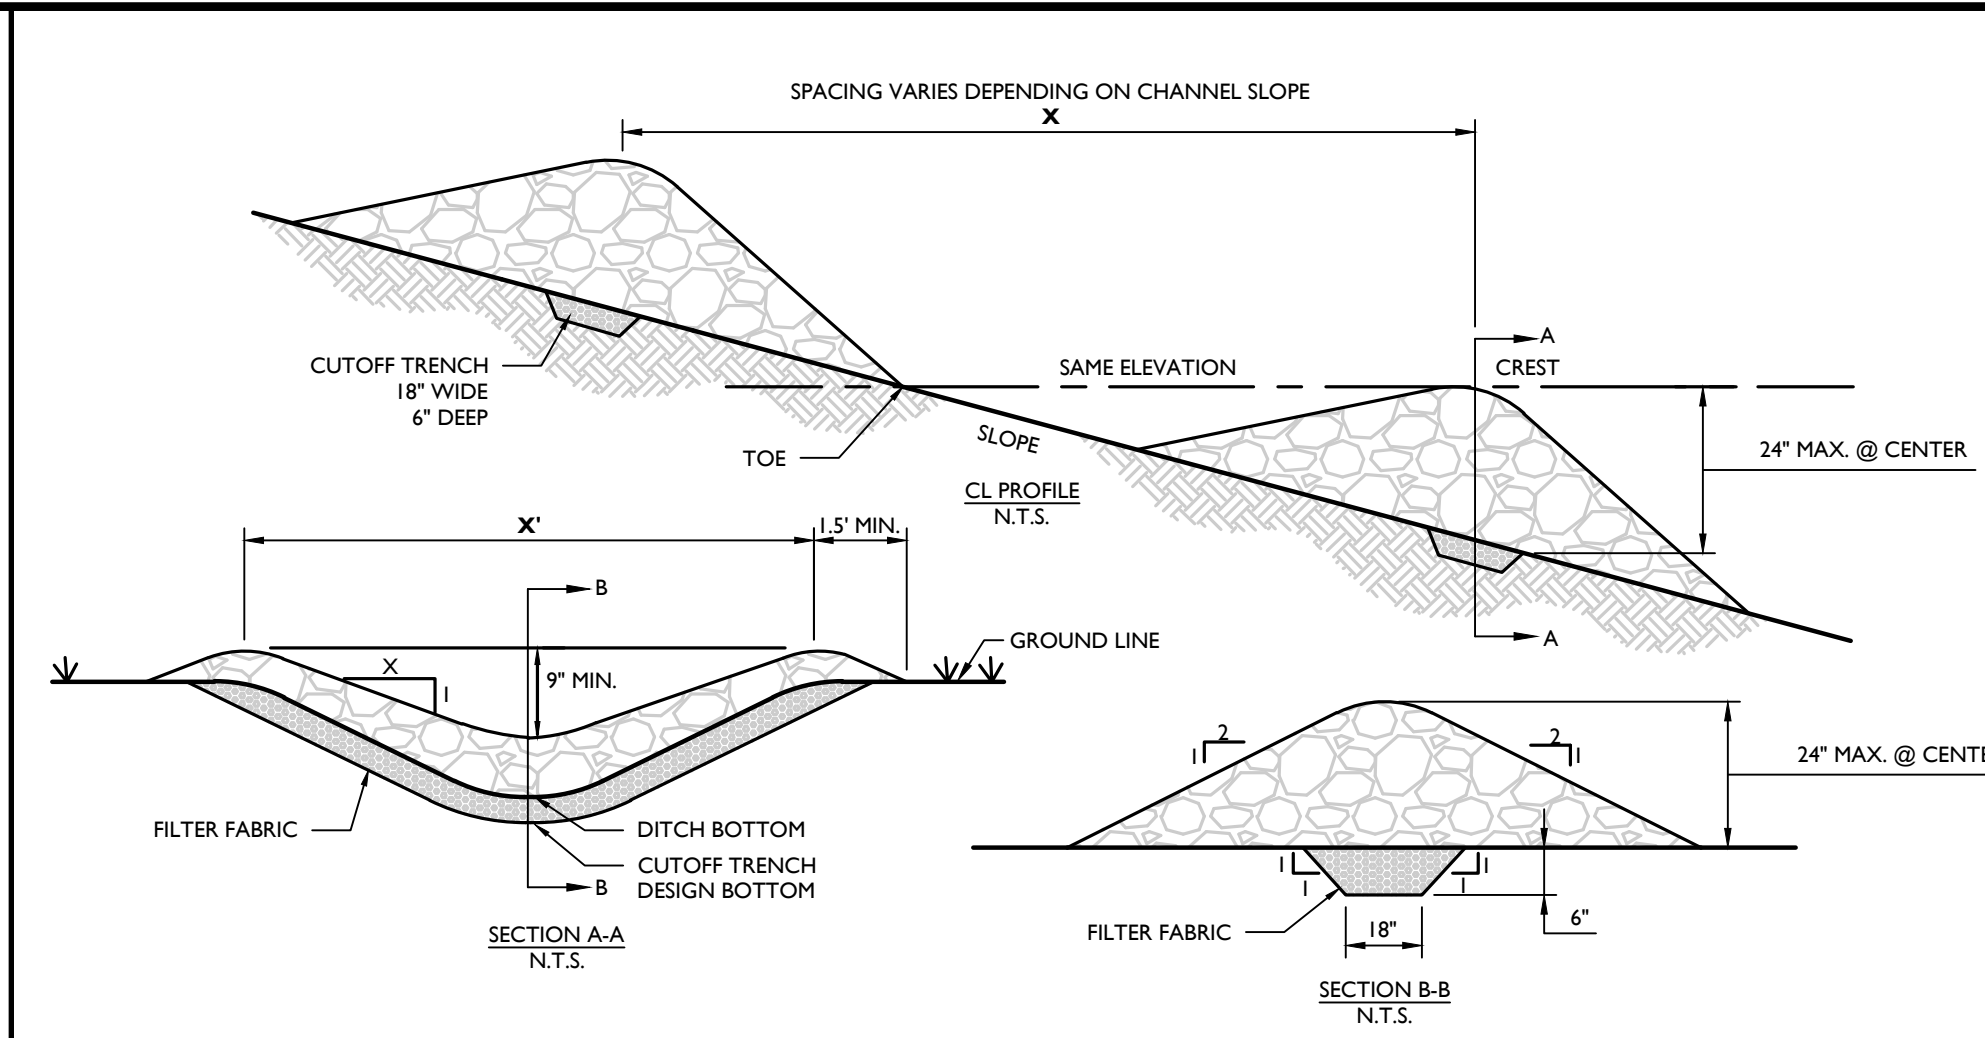 SPACING VARIES DEPENDING ON CHANNEL SLOPE
X
A
SAME ELEVATION
CREST
CUTOFF TRENCH
18" WIDE
6" DEEP
TOE
SLOPE
24" MAX. @ CENTER
CL PROFILE
N.T.S.
A
X'
1.5' MIN.
B
GROUND LINE
X
1
9" MIN.
FILTER FABRIC
DITCH BOTTOM
CUTOFF TRENCH
DESIGN BOTTOM
B
SECTION A-A
N.T.S.
2
1
2
1
24" MAX. @ CENTE
1
1
1
1
FILTER FABRIC
18"
6"
SECTION B-B
N.T.S.